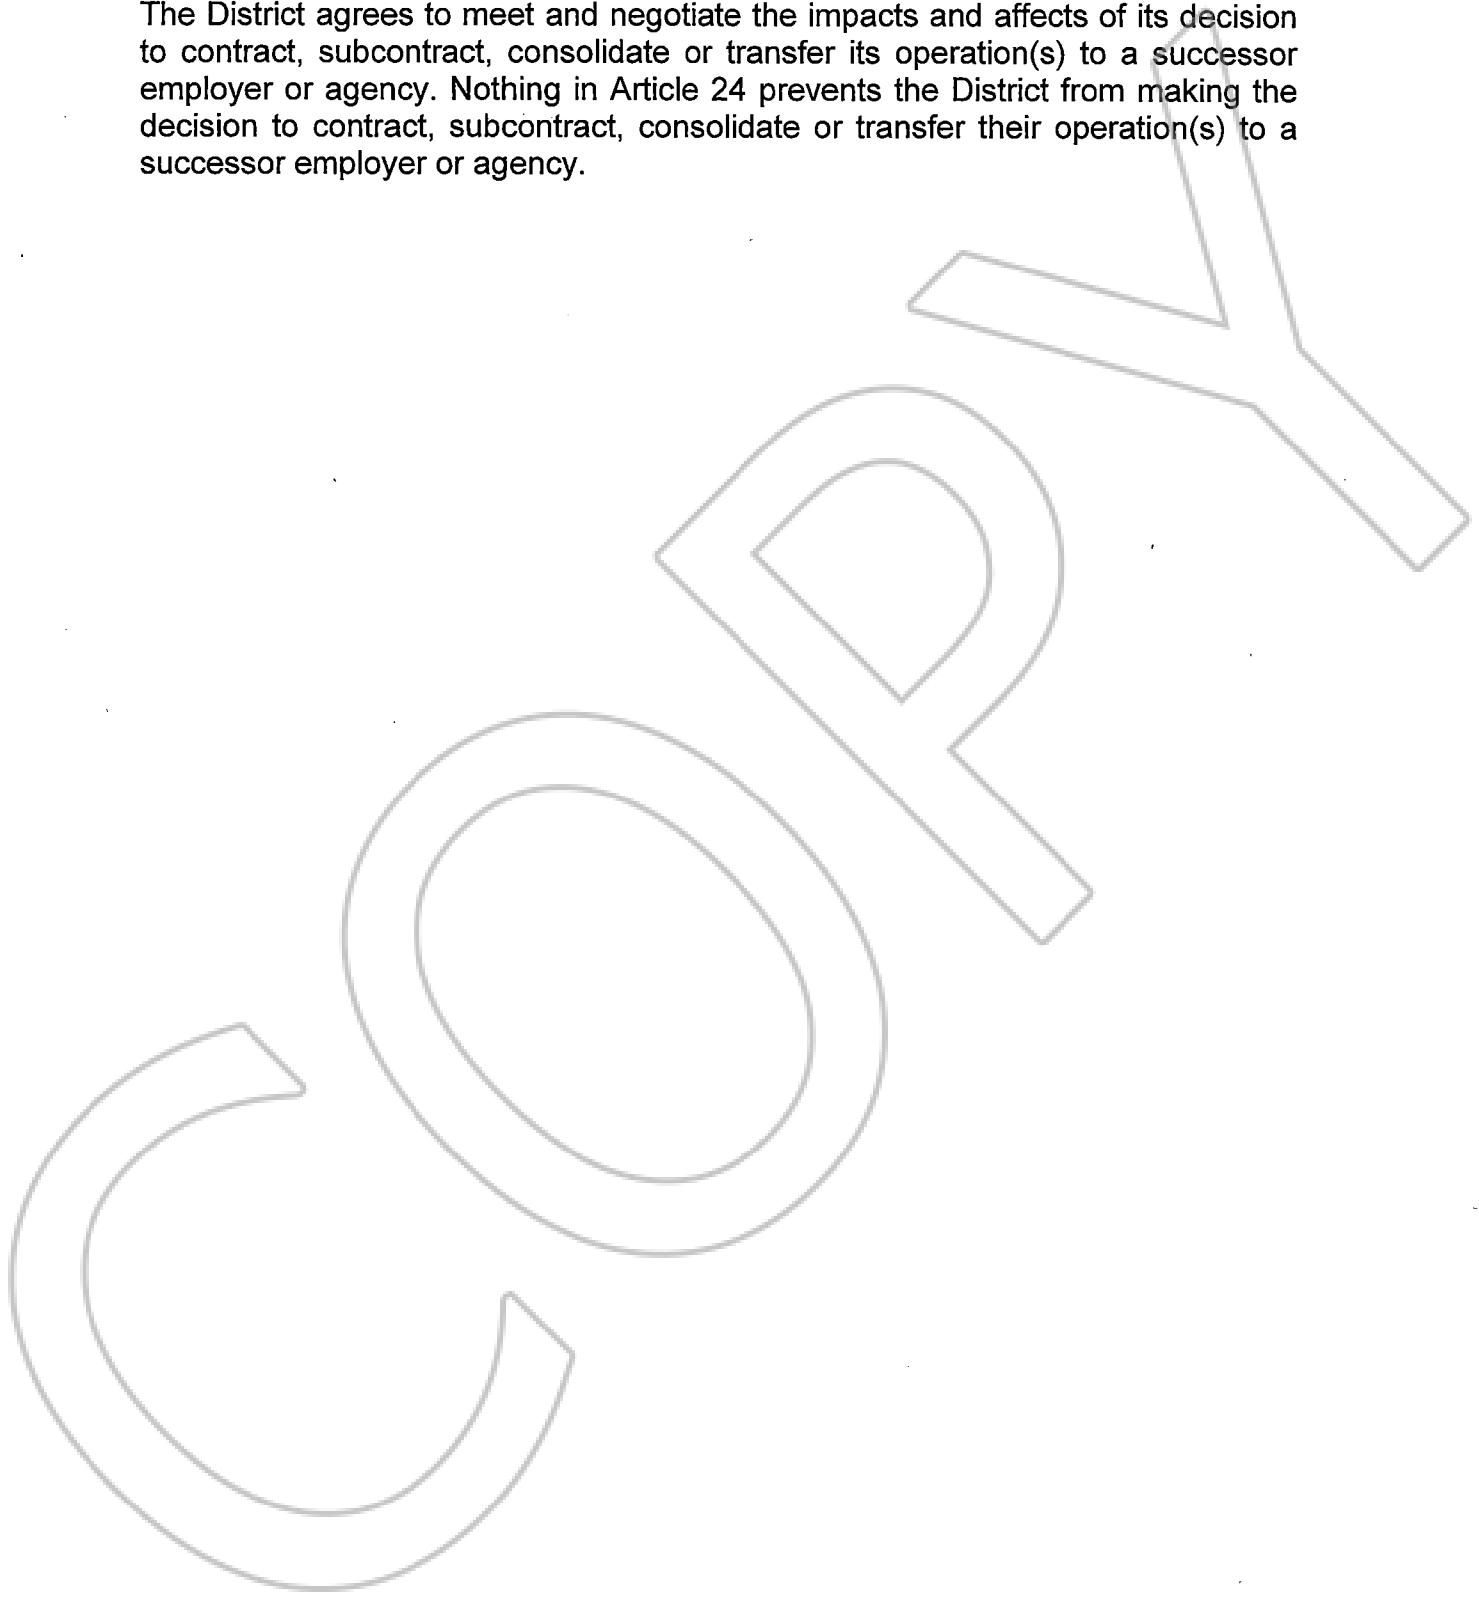 The District agrees to meet and negotiate the impacts and affects of its decision
to contract, subcontract, consolidate or transfer its operation(s) to a successor
employer or agency. Nothing in Article 24 prevents the District from making the
decision to contract, subcontract, consolidate or transfer their operation(s) to a
successor employer or agency.
COPY